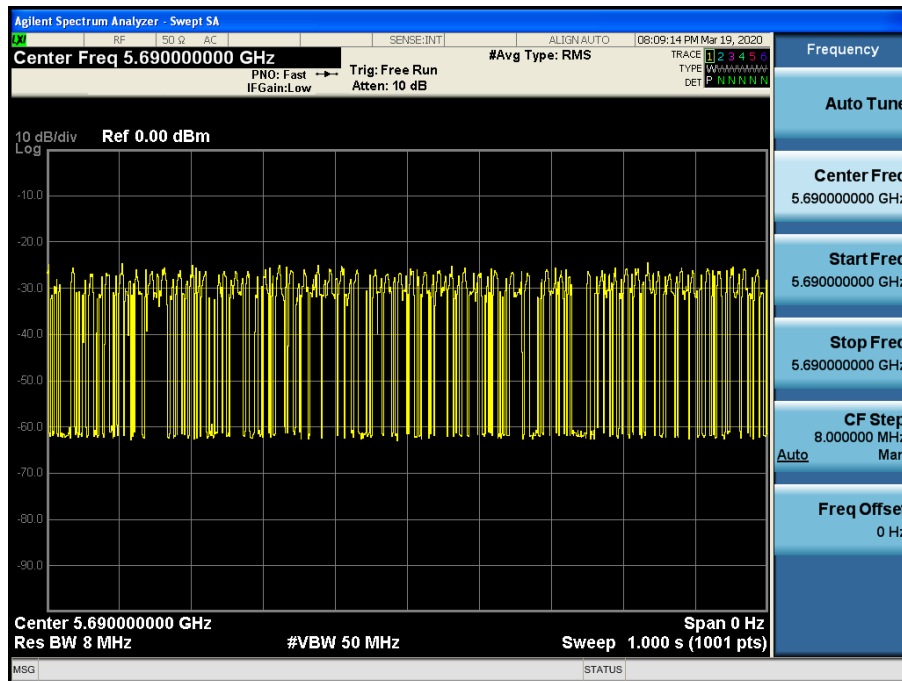 Agilent Spectrum Analyzer - Swept SA
LXI RF 50 Ω AC SENSE:INT ALIGN AUTO 08:09:14 PM Mar 19, 2020
Center Freq 5.690000000 GHz
PNO: Fast
IFGain:Low
Trig: Free Run
Atten: 10 dB
#Avg Type: RMS
TRACE 1 2 3 4 5 6
TYPE WWWWWW
DET P N N N N N
10 dB/div Ref 0.00 dBm
Log
-10.0
-20.0
-30.0
-40.0
-50.0
-60.0
-70.0
-80.0
-90.0
Center 5.690000000 GHz Span 0 Hz
Res BW 8 MHz #VBW 50 MHz Sweep 1.000 s (1001 pts)
MSG STATUS
Frequency
Auto Tune
Center Freq
5.690000000 GHz
Start Freq
5.690000000 GHz
Stop Freq
5.690000000 GHz
CF Step
8.000000 MHz
Auto Man
Freq Offset
0 Hz